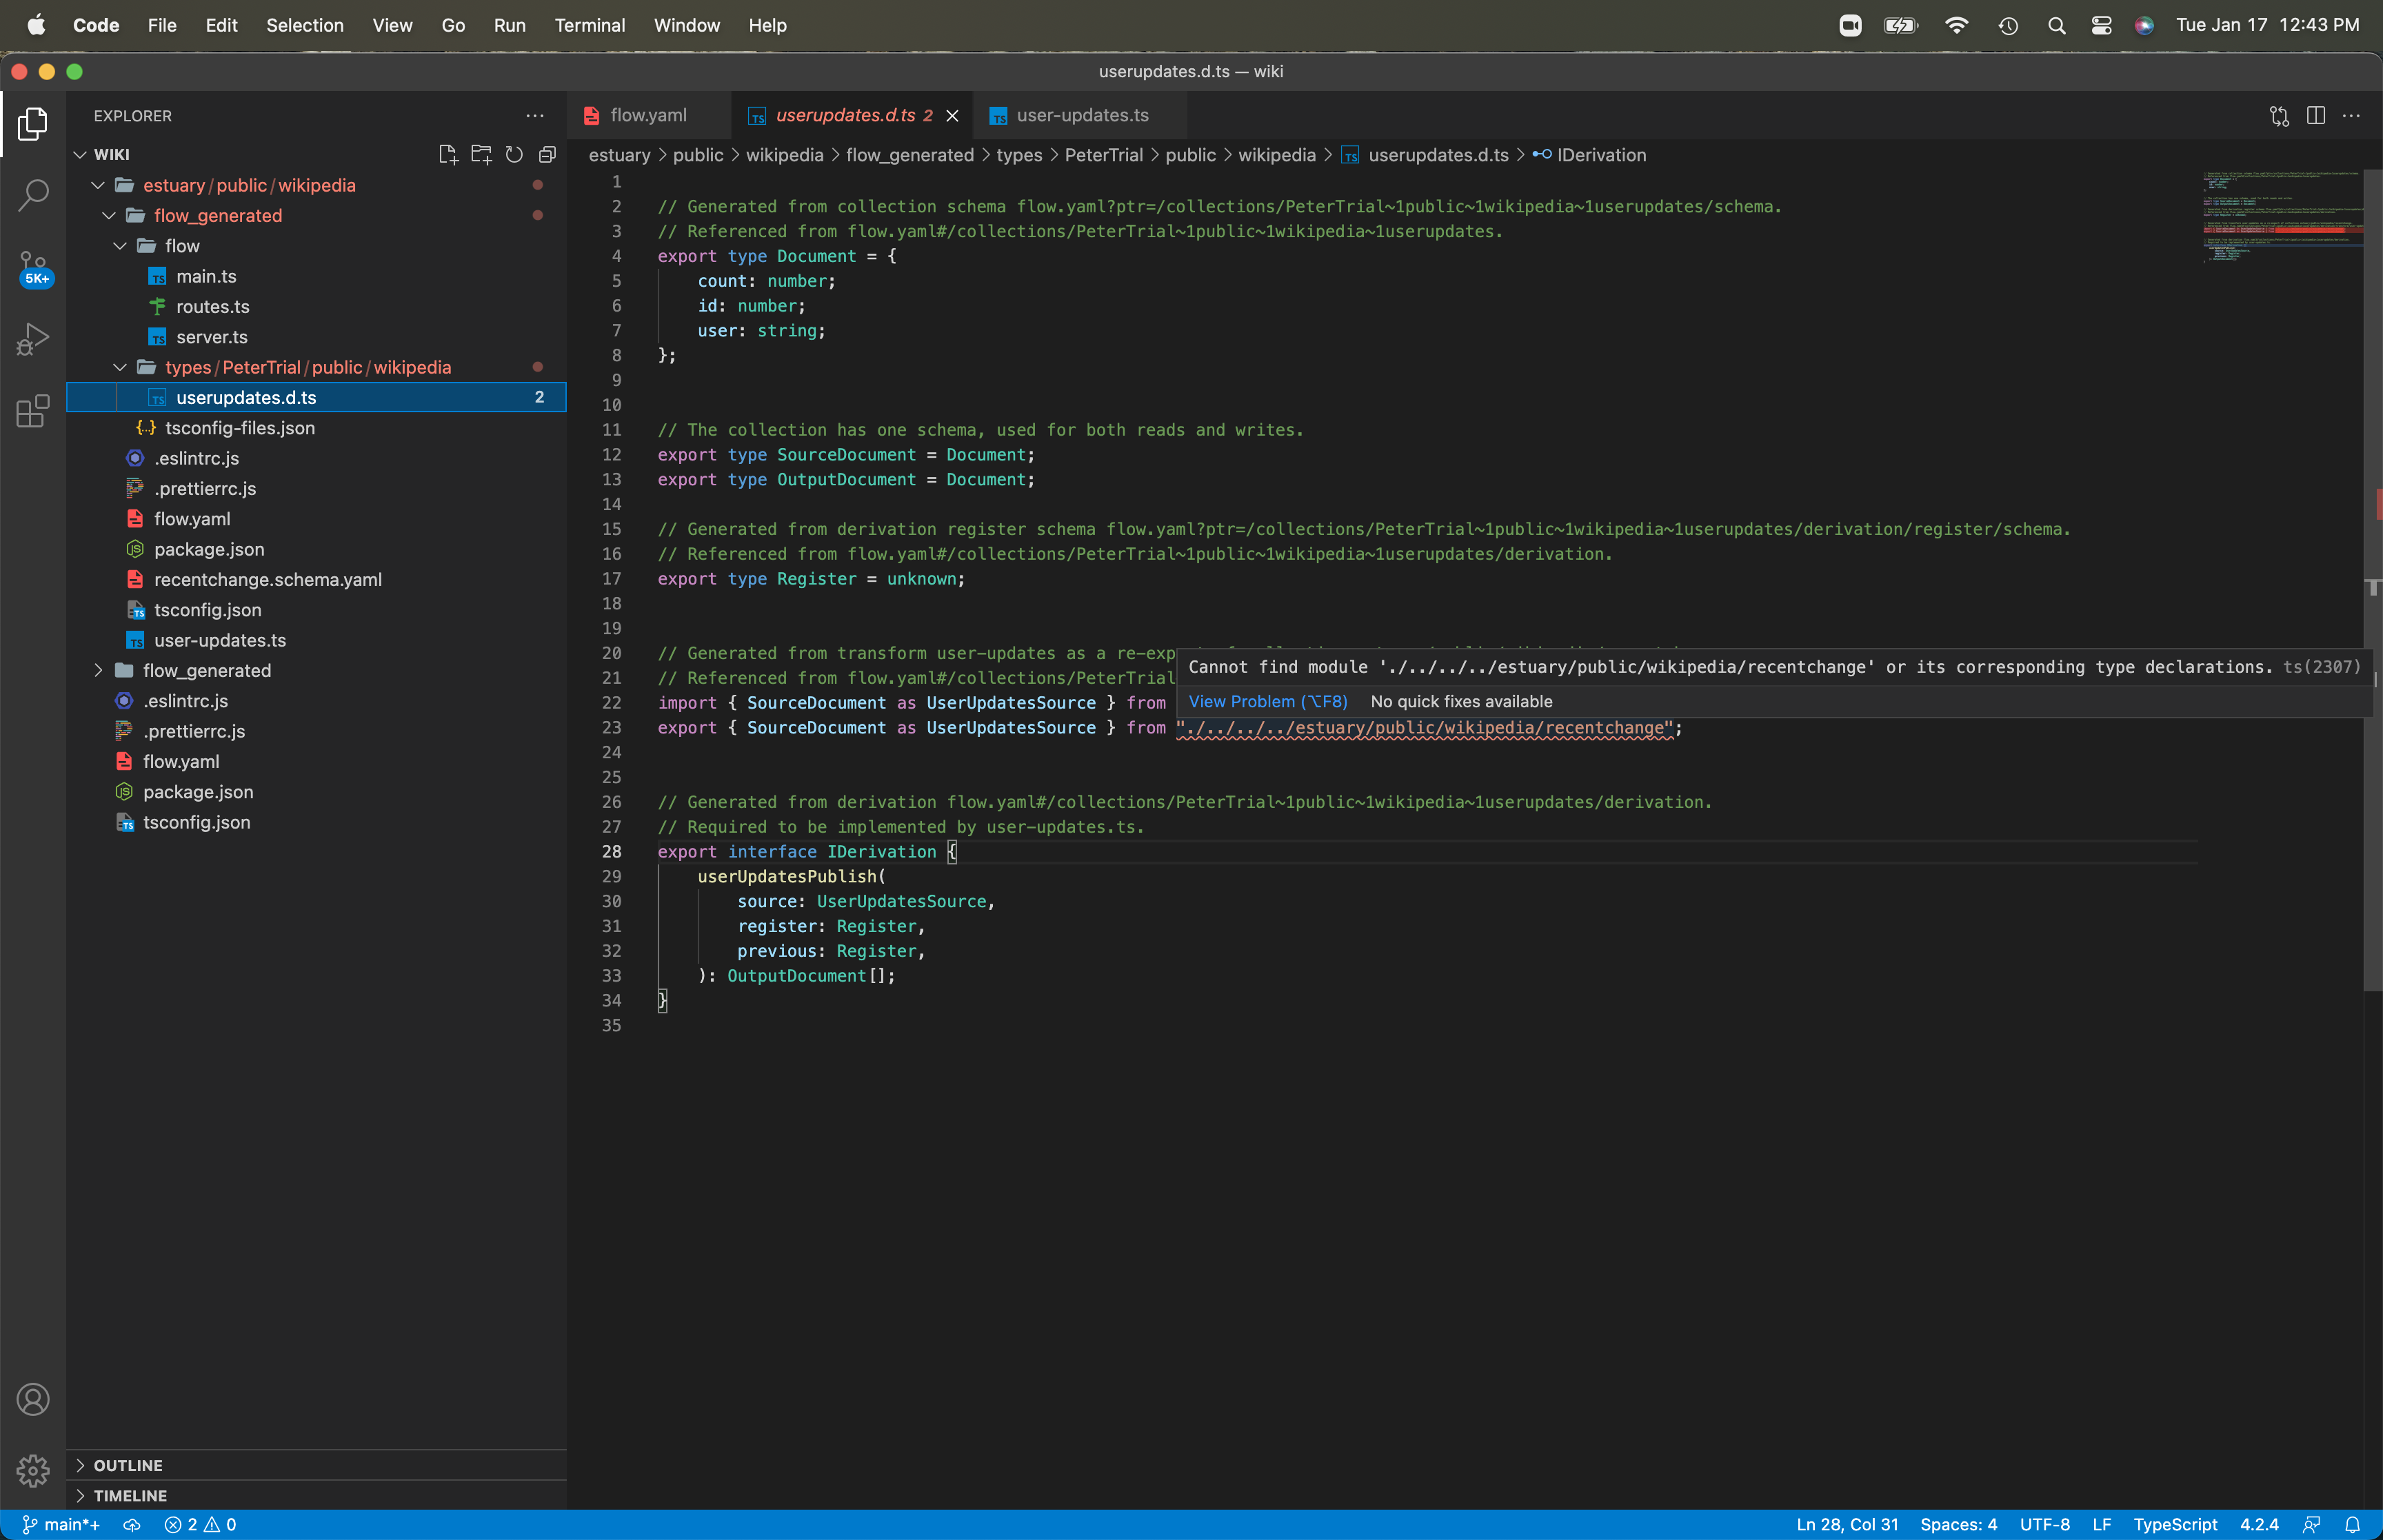 Code File Edit Selection View Go Run Terminal Window Help Tue Jan 17 12:43 PM
userupdates.d.ts — wiki
EXPLORER
WIKI
estuary/public/wikipedia
flow_generated
flow
TS main.ts
routes.ts
TS server.ts
types/PeterTrial/public/wikipedia
TS userupdates.d.ts 2
{..} tsconfig-files.json
.eslintrc.js
.prettierrc.js
flow.yaml
JS package.json
recentchange.schema.yaml
TS tsconfig.json
TS user-updates.ts
flow_generated
.eslintrc.js
.prettierrc.js
flow.yaml
JS package.json
TS tsconfig.json
OUTLINE
TIMELINE
5K+
flow.yaml TS userupdates.d.ts 2 TS user-updates.ts
estuary > public > wikipedia > flow_generated > types > PeterTrial > public > wikipedia > TS userupdates.d.ts > IDerivation
1
2 // Generated from collection schema flow.yaml?ptr=/collections/PeterTrial~1public~1wikipedia~1userupdates/schema.
3 // Referenced from flow.yaml#/collections/PeterTrial~1public~1wikipedia~1userupdates.
4 export type Document = {
5 count: number;
6 id: number;
7 user: string;
8 };
9
10
11 // The collection has one schema, used for both reads and writes.
12 export type SourceDocument = Document;
13 export type OutputDocument = Document;
14
15 // Generated from derivation register schema flow.yaml?ptr=/collections/PeterTrial~1public~1wikipedia~1userupdates/derivation/register/schema.
16 // Referenced from flow.yaml#/collections/PeterTrial~1public~1wikipedia~1userupdates/derivation.
17 export type Register = unknown;
18
19
20 // Generated from transform user-updates as a re-exp
21 // Referenced from flow.yaml#/collections/PeterTrial
22 import { SourceDocument as UserUpdatesSource } from
Cannot find module './../../../estuary/public/wikipedia/recentchange' or its corresponding type declarations. ts(2307)
View Problem (⌥F8) No quick fixes available
23 export { SourceDocument as UserUpdatesSource } from "./../../../estuary/public/wikipedia/recentchange";
24
25
26 // Generated from derivation flow.yaml#/collections/PeterTrial~1public~1wikipedia~1userupdates/derivation.
27 // Required to be implemented by user-updates.ts.
28 export interface IDerivation {
29 userUpdatesPublish(
30 source: UserUpdatesSource,
31 register: Register,
32 previous: Register,
33 ): OutputDocument[];
34 }
35
main*+ 2 0 Ln 28, Col 31 Spaces: 4 UTF-8 LF TypeScript 4.2.4